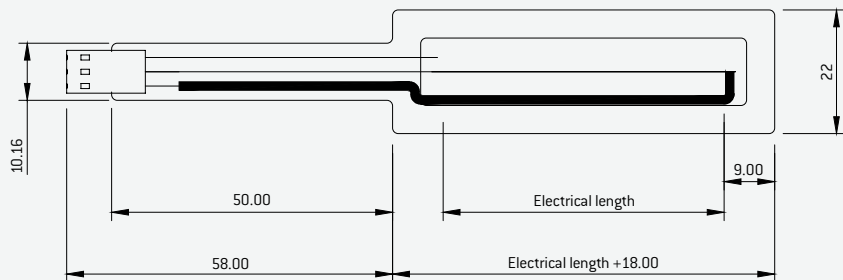 10.16
22
9.00
50.00
Electrical length
58.00
Electrical length +18.00